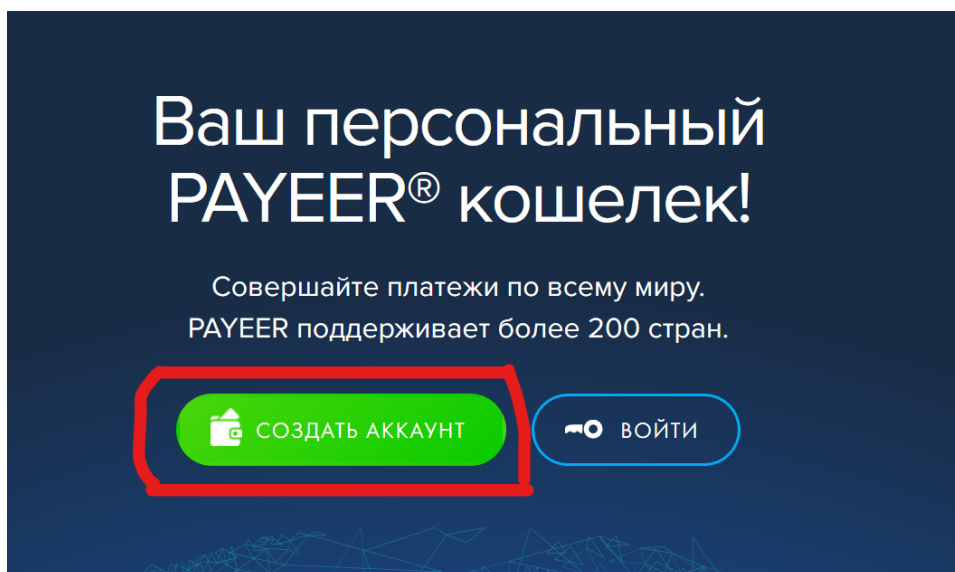 Ваш персональный
PAYEER® кошелек!
Совершайте платежи по всему миру.
PAYEER поддерживает более 200 стран.
СОЗДАТЬ АККАУНТ
ВОЙТИ